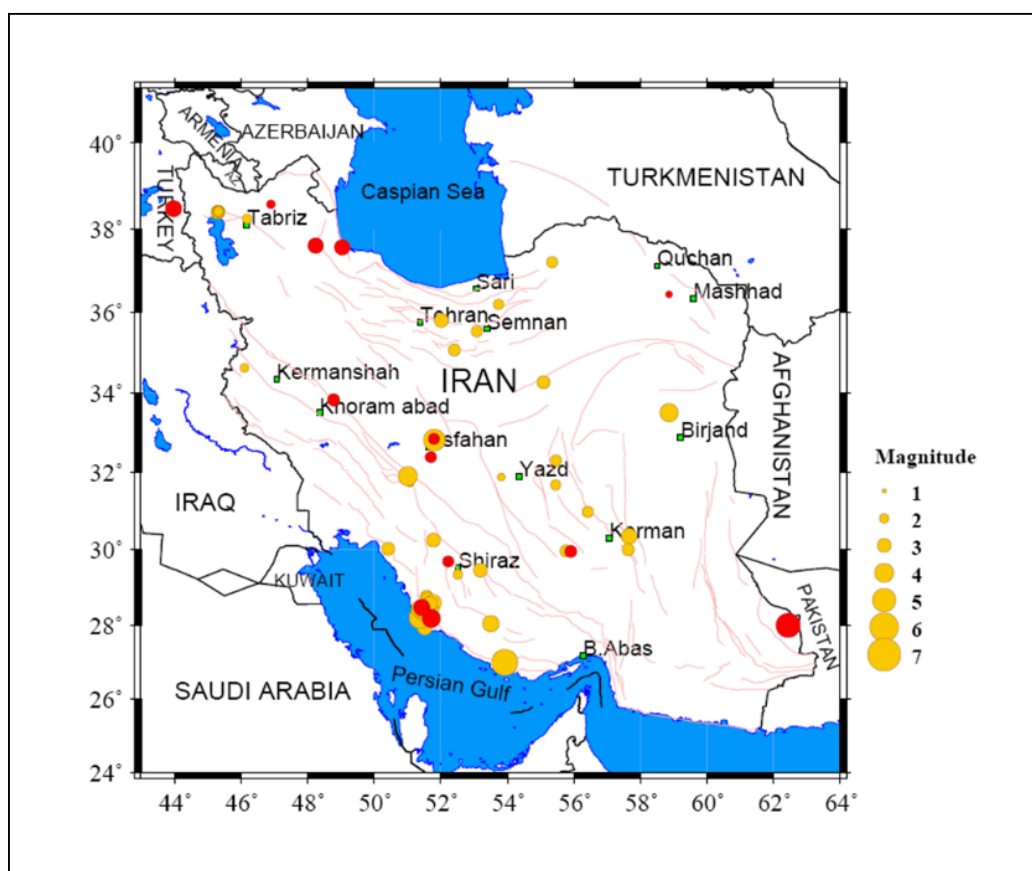 ARMENIA
AZERBAIJAN
TURKEY
Caspian Sea
TURKMENISTAN
Tabriz
Quchan
Mashhad
Sari
Tehran
Semnan
Kermanshah
IRAN
Khoram abad
Birjand
AFGHANISTAN
Esfahan
Yazd
IRAQ
Kerman
Shiraz
KUWAIT
PAKISTAN
B.Abas
Persian Gulf
SAUDI ARABIA
40°
38°
36°
34°
32°
30°
28°
26°
24°
44° 46° 48° 50° 52° 54° 56° 58° 60° 62° 64°
Magnitude
1
2
3
4
5
6
7